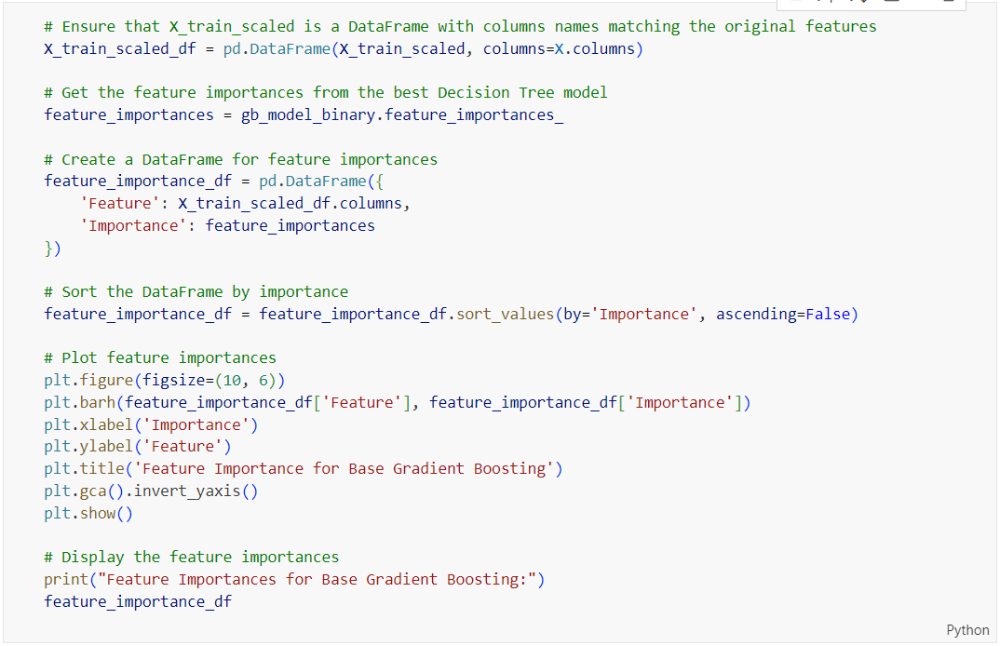 # Ensure that X_train_scaled is a DataFrame with columns names matching the original features
X_train_scaled_df = pd.DataFrame(X_train_scaled, columns=X.columns)

# Get the feature importances from the best Decision Tree model
feature_importances = gb_model_binary.feature_importances_

# Create a DataFrame for feature importances
feature_importance_df = pd.DataFrame({
    'Feature': X_train_scaled_df.columns,
    'Importance': feature_importances
})

# Sort the DataFrame by importance
feature_importance_df = feature_importance_df.sort_values(by='Importance', ascending=False)

# Plot feature importances
plt.figure(figsize=(10, 6))
plt.barh(feature_importance_df['Feature'], feature_importance_df['Importance'])
plt.xlabel('Importance')
plt.ylabel('Feature')
plt.title('Feature Importance for Base Gradient Boosting')
plt.gca().invert_yaxis()
plt.show()

# Display the feature importances
print("Feature Importances for Base Gradient Boosting:")
feature_importance_df
Python